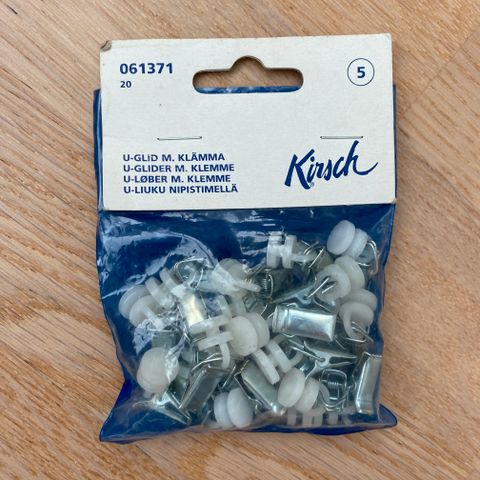 061371
20
5
U-GLID M. KLÄMMA
U-GLIDER M. KLEMME
U-LØBER M. KLEMME
U-LIUKU NIPISTIMELLÄ
Kirsch
®